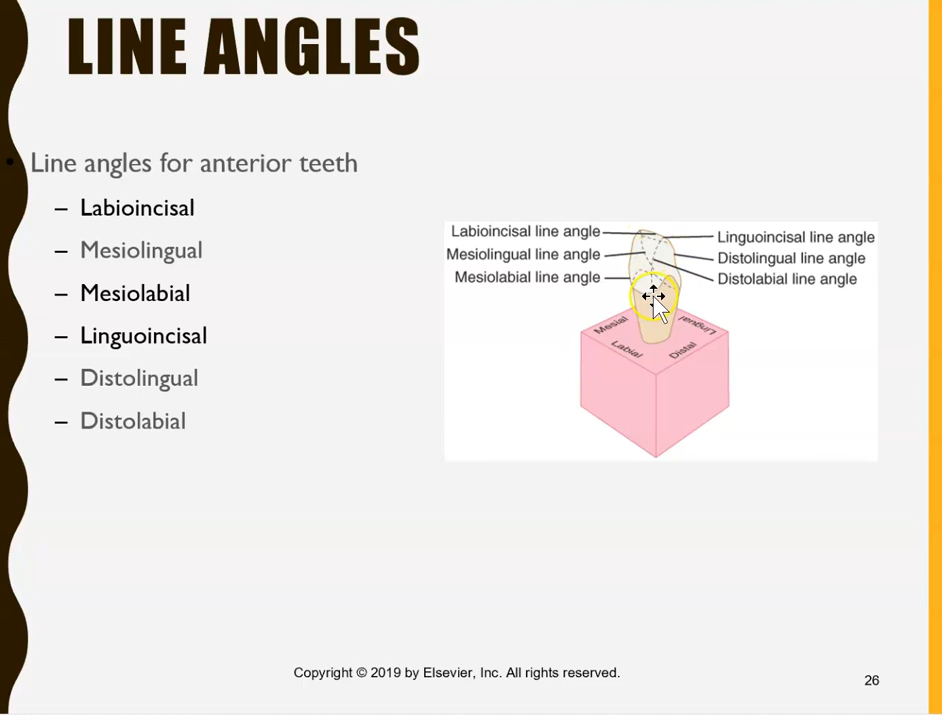 LINE ANGLES
• Line angles for anterior teeth
– Labioincisal
– Mesiolingual
– Mesiolabial
– Linguoincisal
– Distolingual
– Distolabial
Labioincisal line angle
Mesiolingual line angle
Mesiolabial line angle
Linguoincisal line angle
Distolingual line angle
Distolabial line angle
Mesial
Lingual
Labial
Distal
Copyright © 2019 by Elsevier, Inc. All rights reserved.
26